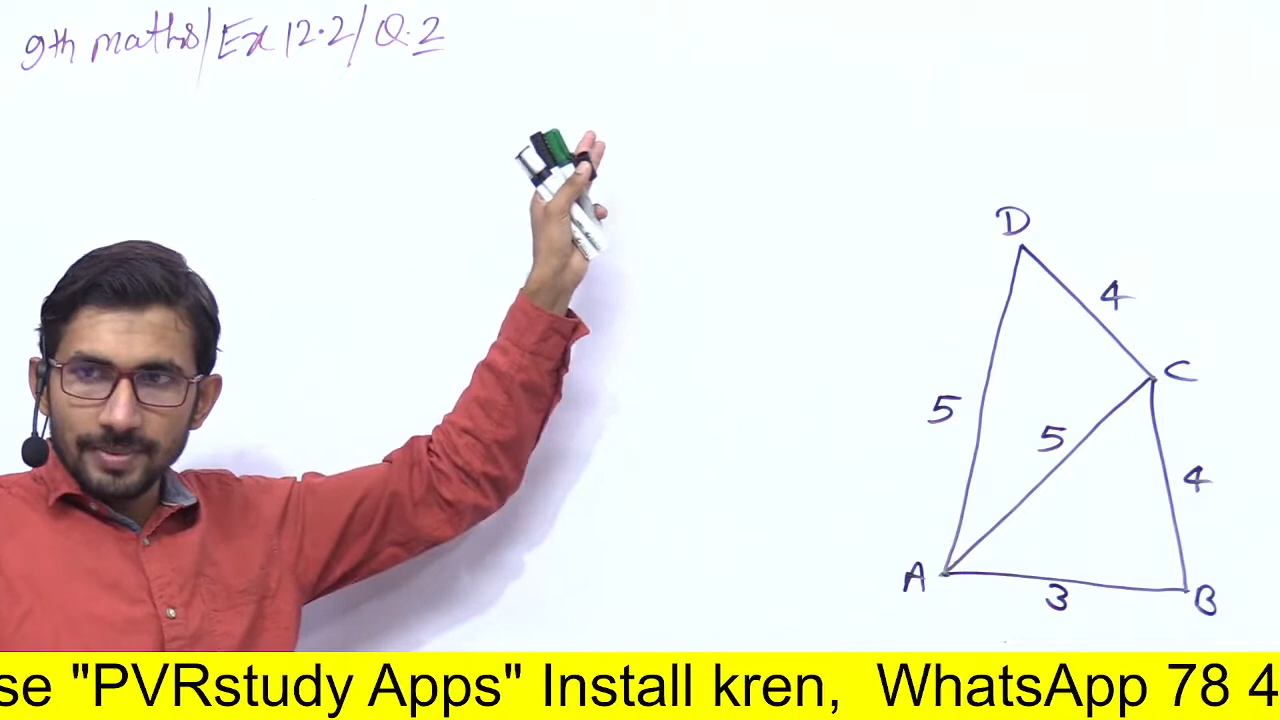 9th maths/Ex 12.2/Q.2
D
4
C
5
5
4
A
3
B
se "PVRstudy Apps" Install kren, WhatsApp 78 4